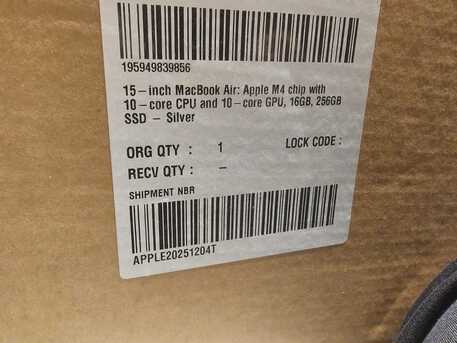 195949839856
15-inch MacBook Air: Apple M4 chip with
10-core CPU and 10-core GPU, 16GB, 256GB
SSD - Silver
ORG QTY : 1 LOCK CODE :
RECV QTY : -
SHIPMENT NBR
APPLE20251204T